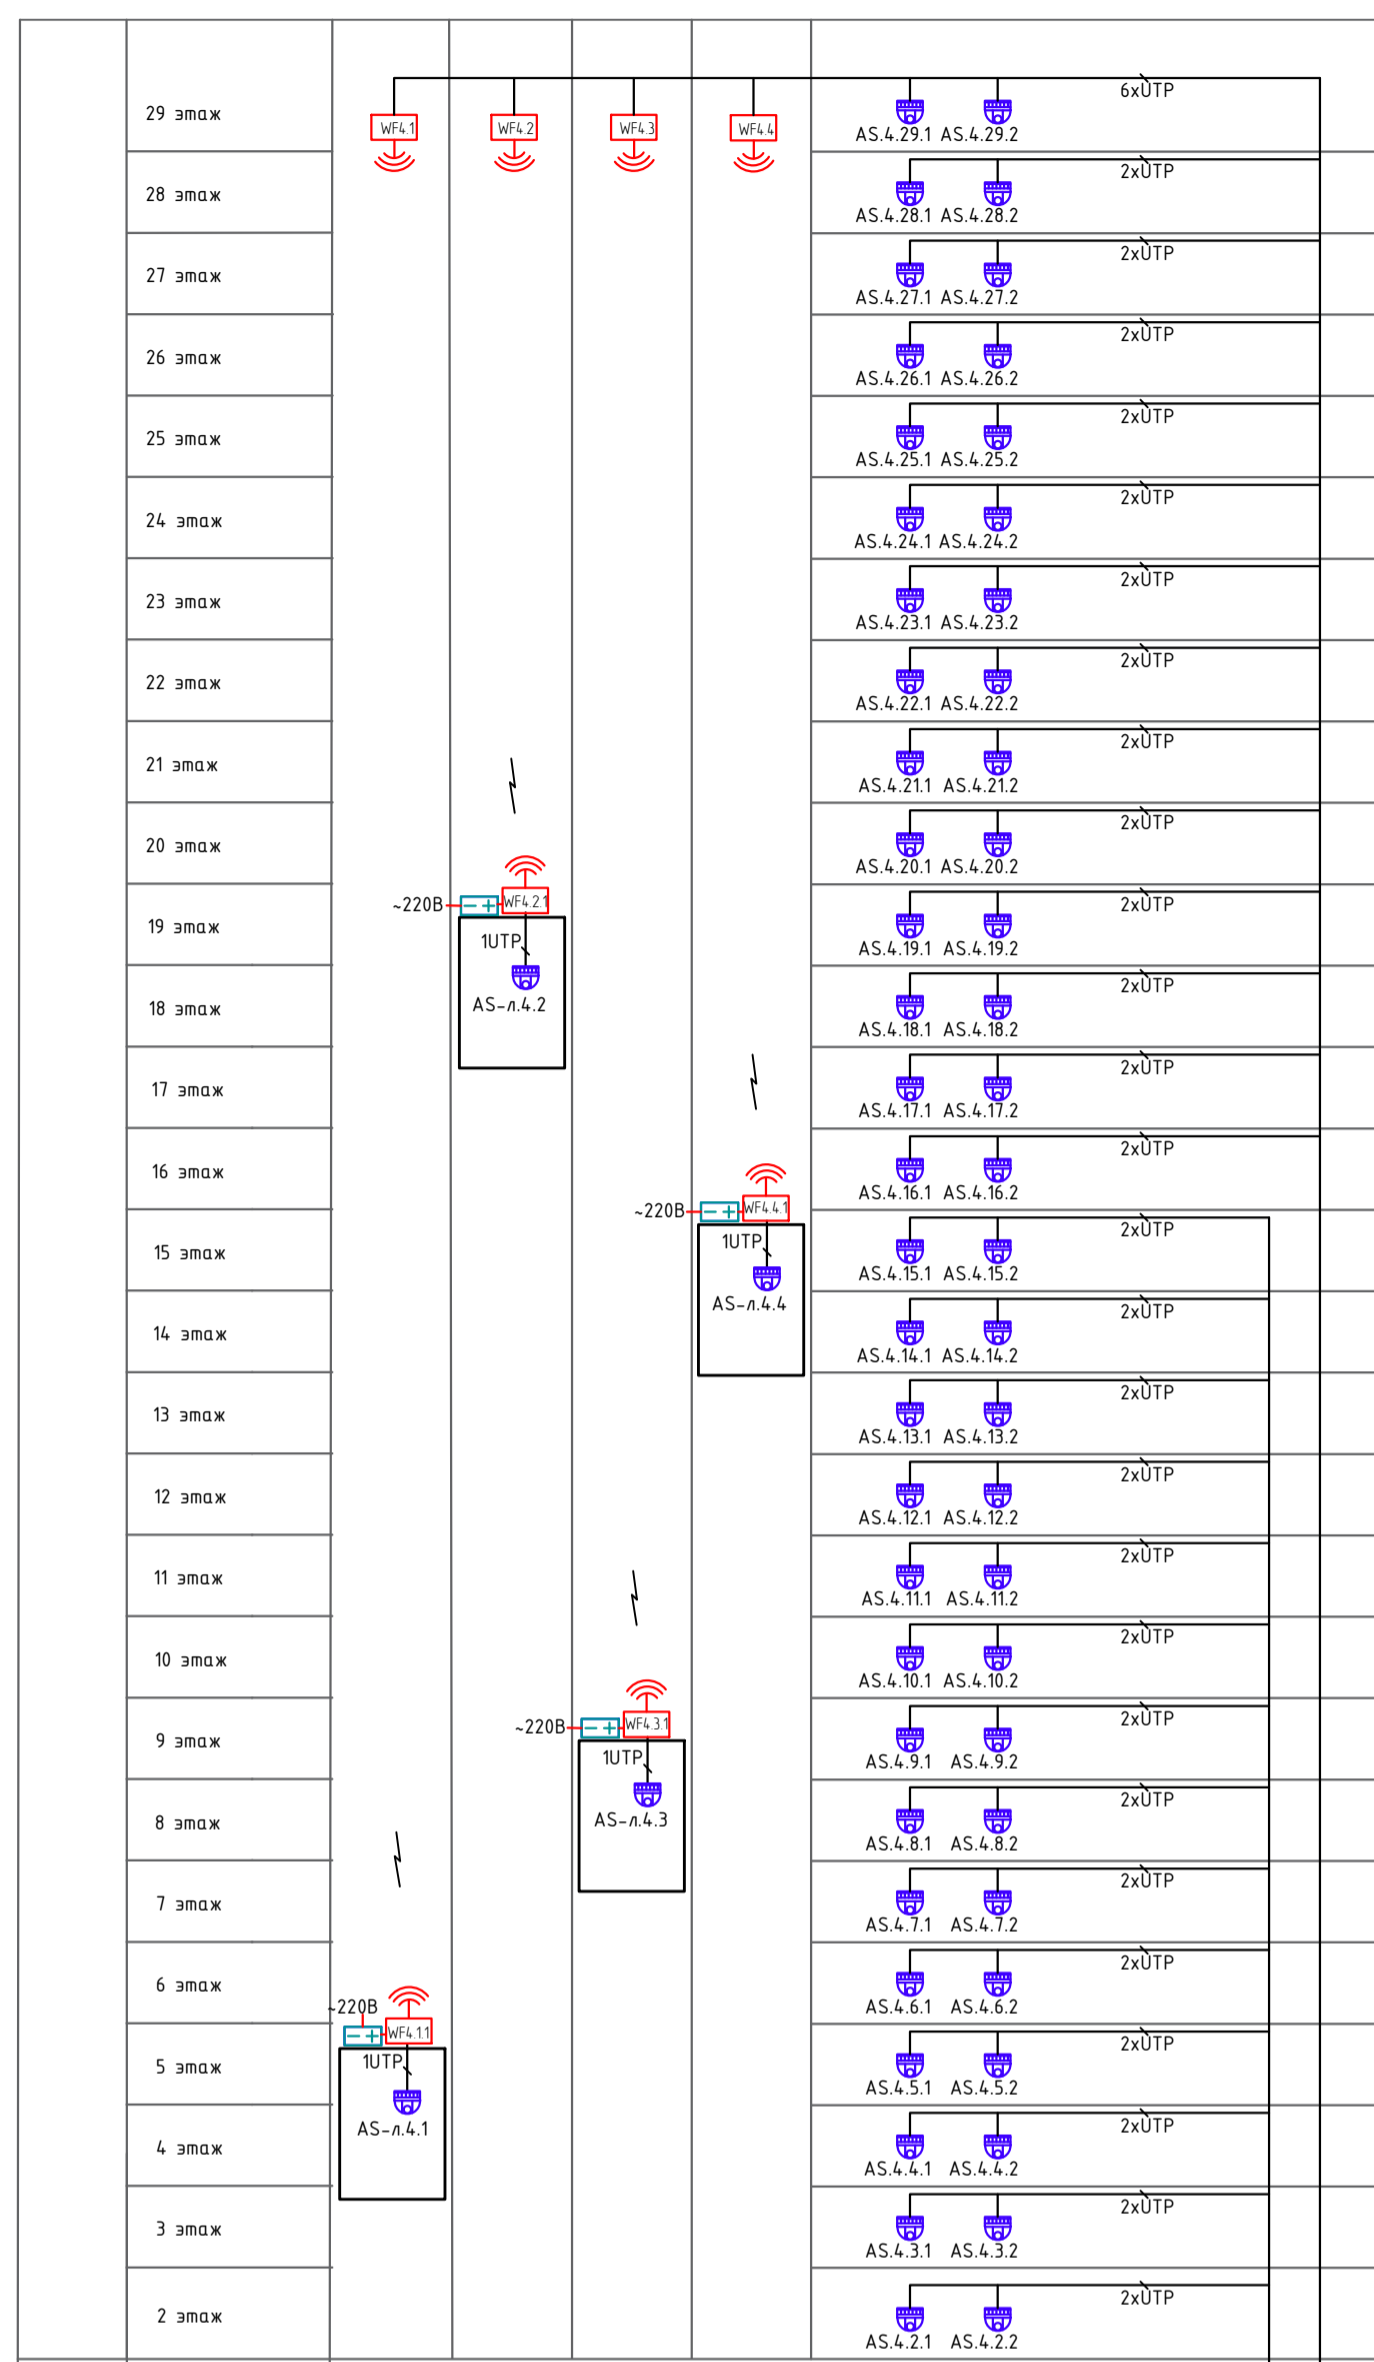 6xUTP
29 этаж
WF4.1 WF4.2 WF4.3 WF4.4
AS.4.29.1 AS.4.29.2
2xUTP
28 этаж
AS.4.28.1 AS.4.28.2
2xUTP
27 этаж
AS.4.27.1 AS.4.27.2
2xUTP
26 этаж
AS.4.26.1 AS.4.26.2
2xUTP
25 этаж
AS.4.25.1 AS.4.25.2
2xUTP
24 этаж
AS.4.24.1 AS.4.24.2
2xUTP
23 этаж
AS.4.23.1 AS.4.23.2
2xUTP
22 этаж
AS.4.22.1 AS.4.22.2
2xUTP
21 этаж
AS.4.21.1 AS.4.21.2
2xUTP
20 этаж
AS.4.20.1 AS.4.20.2
~220В - + WF4.2.1
2xUTP
19 этаж
1UTP
AS.4.19.1 AS.4.19.2
2xUTP
18 этаж
AS-л.4.2
AS.4.18.1 AS.4.18.2
2xUTP
17 этаж
AS.4.17.1 AS.4.17.2
2xUTP
16 этаж
AS.4.16.1 AS.4.16.2
~220В - + WF4.4.1
2xUTP
15 этаж
1UTP
AS.4.15.1 AS.4.15.2
AS-л.4.4
2xUTP
14 этаж
AS.4.14.1 AS.4.14.2
2xUTP
13 этаж
AS.4.13.1 AS.4.13.2
2xUTP
12 этаж
AS.4.12.1 AS.4.12.2
2xUTP
11 этаж
AS.4.11.1 AS.4.11.2
2xUTP
10 этаж
AS.4.10.1 AS.4.10.2
~220В - + WF4.3.1
2xUTP
9 этаж
1UTP
AS.4.9.1 AS.4.9.2
2xUTP
8 этаж
AS-л.4.3
AS.4.8.1 AS.4.8.2
2xUTP
7 этаж
AS.4.7.1 AS.4.7.2
2xUTP
6 этаж
~220В
AS.4.6.1 AS.4.6.2
- + WF4.1.1
2xUTP
5 этаж
1UTP
AS.4.5.1 AS.4.5.2
2xUTP
AS-л.4.1
4 этаж
AS.4.4.1 AS.4.4.2
2xUTP
3 этаж
AS.4.3.1 AS.4.3.2
2xUTP
2 этаж
AS.4.2.1 AS.4.2.2